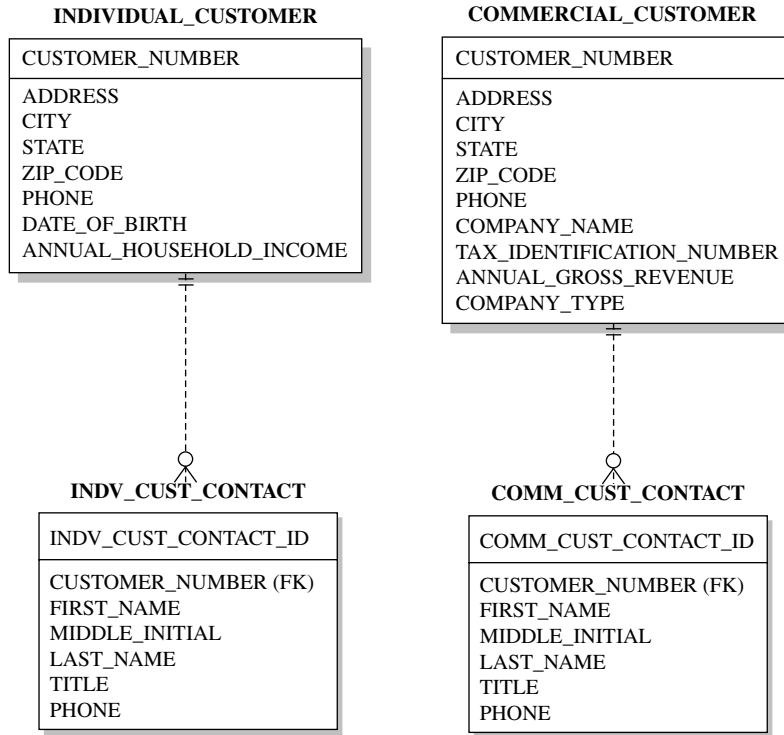 INDIVIDUAL_CUSTOMER
CUSTOMER_NUMBER
ADDRESS
CITY
STATE
ZIP_CODE
PHONE
DATE_OF_BIRTH
ANNUAL_HOUSEHOLD_INCOME
COMMERCIAL_CUSTOMER
CUSTOMER_NUMBER
ADDRESS
CITY
STATE
ZIP_CODE
PHONE
COMPANY_NAME
TAX_IDENTIFICATION_NUMBER
ANNUAL_GROSS_REVENUE
COMPANY_TYPE
INDV_CUST_CONTACT
INDV_CUST_CONTACT_ID
CUSTOMER_NUMBER (FK)
FIRST_NAME
MIDDLE_INITIAL
LAST_NAME
TITLE
PHONE
COMM_CUST_CONTACT
COMM_CUST_CONTACT_ID
CUSTOMER_NUMBER (FK)
FIRST_NAME
MIDDLE_INITIAL
LAST_NAME
TITLE
PHONE